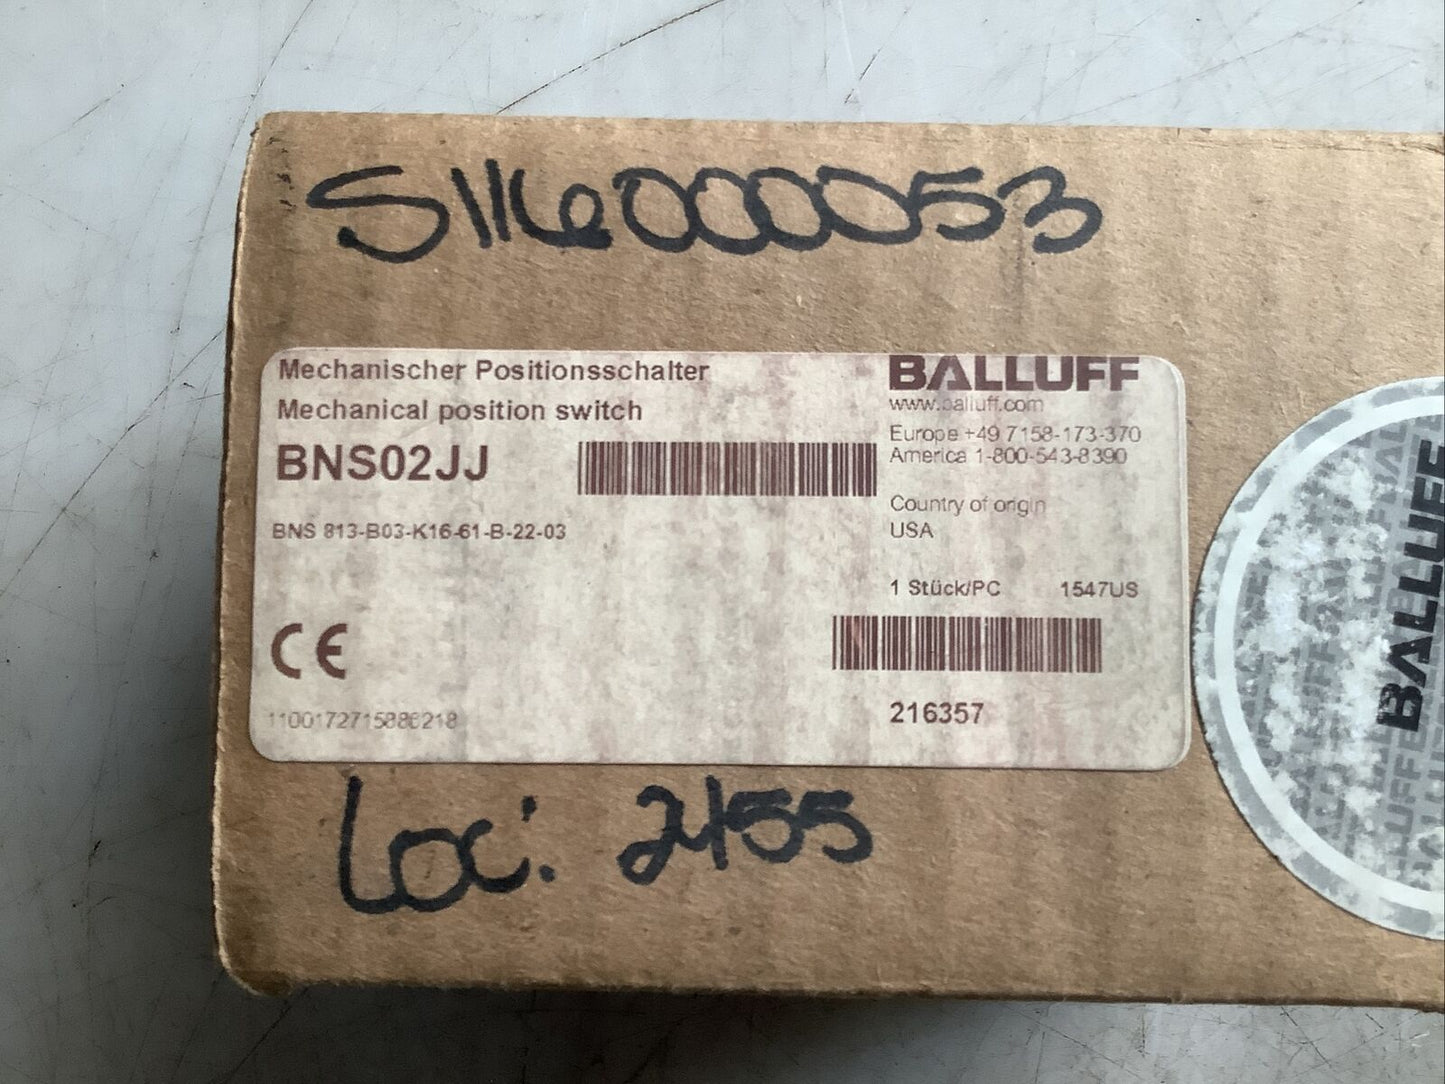 S1160000053
Mechanischer Positionsschalter
Mechanical position switch
BNS02JJ
BNS 813-B03-K16-61-B-22-03
CE
1100172715886218
BALLUFF
www.balluff.com
Europe +49 7158-173-370
America 1-800-543-8390
Country of origin
USA
1 Stück/PC 1547US
216357
Loc: 2455
BALLUFF